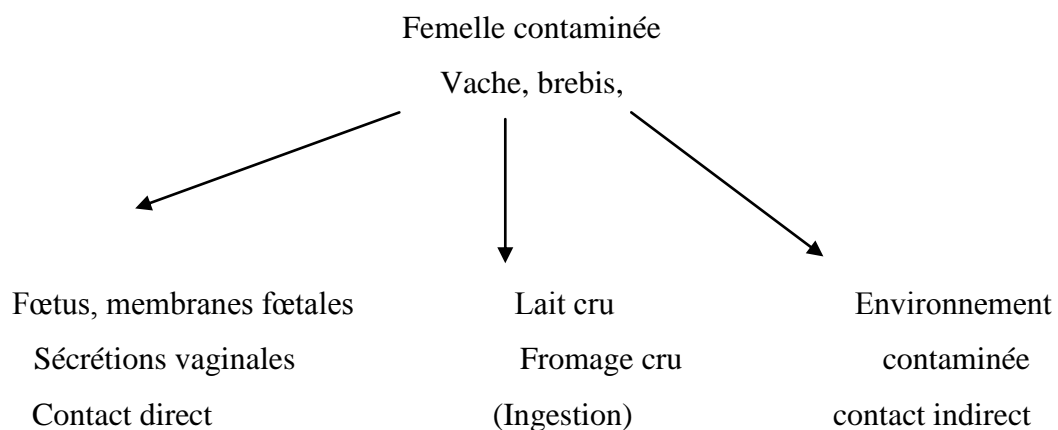 Femelle contaminée
Vache, brebis,
Fœtus, membranes fœtales
Sécrétions vaginales
Contact direct
Lait cru
Fromage cru
(Ingestion)
Environnement
contaminée
contact indirect